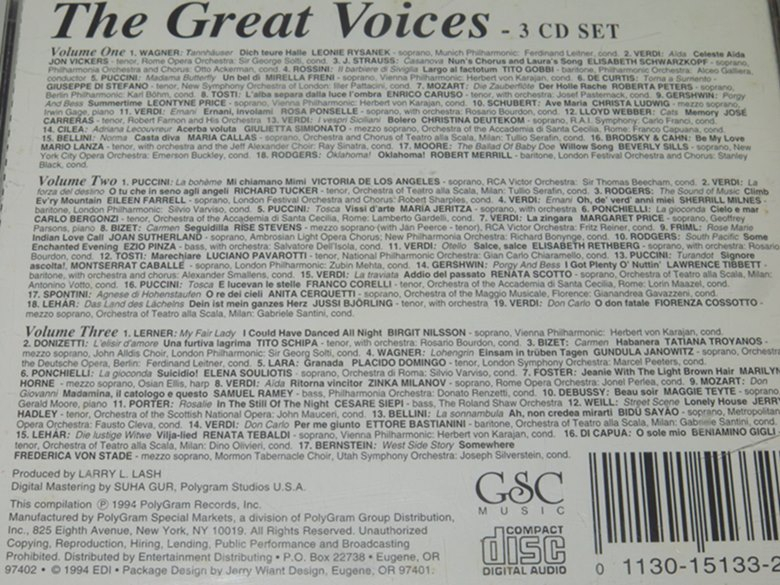 The Great Voices - 3 CD SET
Volume One 1. WAGNER: Tannhäuser Dich teure Halle LEONIE RYSANEK - soprano, Munich Philharmonic: Ferdinand Leitner, cond. 2. VERDI: Aïda Celeste Aïda
JON VICKERS - tenor, Rome Opera Orchestra: Sir George Solti, cond. 3. J. STRAUSS: Casanova Nun's Chorus and Laura's Song ELISABETH SCHWARZKOPF - soprano,
Philharmonia Orchestra and Chorus: Otto Ackerman, cond. 4. ROSSINI: Il barbiere di Siviglia Largo al factotum TITO GOBBI - baritone, Philharmonic Orchestra: Alceo Galliera,
conductor 5. PUCCINI: Madama Butterfly Un bel dì MIRELLA FRENI - soprano, Vienna Philharmonic: Herbert von Karajan, cond. 6. DE CURTIS: Torna a Surriento
GIUSEPPE DI STEFANO - tenor, New Symphony Orchestra of London: Iler Pattacini, cond. 7. MOZART: Die Zauberflöte Der Holle Rache ROBERTA PETERS - soprano,
Berlin Philharmonic: Karl Böhm, cond. 8. TOSTI: L'alba separa dalla luce l'ombra ENRICO CARUSO - tenor, with orchestra: Josef Pasternack, cond. 9. GERSHWIN: Porgy
And Bess Summertime LEONTYNE PRICE - soprano, Vienna Philharmonic: Herbert von Karajan, cond. 10. SCHUBERT: Ave Maria CHRISTA LUDWIG - mezzo soprano,
Irwin Gage, piano 11. VERDI: Ernani Ernani, involami ROSA PONSELLE - soprano, with orchestra: Rosario Bourdon, cond. 12. LLOYD WEBBER: Cats Memory JOSÉ
CARRERAS - tenor, Robert Farnon and His Orchestra 13. VERDI: I vespri Siciliani Bolero CHRISTINA DEUTEKOM - soprano, R.A.I. Symphony: Carlo Franci, cond.
14. CILEA: Adriana Lecouvreur Acerba voluta GIULIETTA SIMIONATO - mezzo soprano, Orchestra of the Accademia di Santa Cecilia, Rome: Franco Capuana, cond.
15. BELLINI: Norma Casta diva MARIA CALLAS - soprano, Orchestra and Chorus of Teatro alla Scala, Milan: Tullio Serafin, cond. 16. BRODSKY & CAHN: Be My Love
MARIO LANZA - tenor, with orchestra and the Jeff Alexander Choir: Ray Sinatra, cond. 17. MOORE: The Ballad Of Baby Doe Willow Song BEVERLY SILLS - soprano, New
York City Opera Orchestra: Emerson Buckley, cond. 18. RODGERS: Oklahoma! Oklahoma! ROBERT MERRILL - baritone, London Festival Orchestra and Chorus: Stanley
Black, cond.
Volume Two 1. PUCCINI: La bohème Mi chiamano Mimì VICTORIA DE LOS ANGELES - soprano, RCA Victor Orchestra: Sir Thomas Beecham, cond. 2. VERDI: La
forza del destino O tu che in seno agli angeli RICHARD TUCKER - tenor, Orchestra of Teatro alla Scala, Milan: Tullio Serafin, cond. 3. RODGERS: The Sound of Music Climb
Ev'ry Mountain EILEEN FARRELL - soprano, London Festival Orchestra and Chorus: Robert Sharples, cond. 4. VERDI: Ernani Oh, de' verd' anni miei SHERRILL MILNES -
baritone, London Philharmonic: Silvio Varviso, cond. 5. PUCCINI: Tosca Vissi d'arte MARIA JERITZA - soprano, with orchestra 6. PONCHIELLI: La gioconda Cielo e mar
CARLO BERGONZI - tenor, Orchestra of the Accademia di Santa Cecilia, Rome: Lamberto Gardelli, cond. 7. VERDI: La zingara MARGARET PRICE - soprano, Geoffrey
Parsons, piano 8. BIZET: Carmen Seguidilla RISE STEVENS - mezzo soprano (with Jan Peerce - tenor), RCA Victor Orchestra: Fritz Reiner, cond. 9. FRIML: Rose Marie
Indian Love Call JOAN SUTHERLAND - soprano, Ambrosian Light Opera Chorus; New Philharmonic Orchestra: Richard Bonynge, cond. 10. RODGERS: South Pacific Some
Enchanted Evening EZIO PINZA - bass, with orchestra: Salvatore Dell'Isola, cond. 11. VERDI: Otello Salce, salce ELISABETH RETHBERG - soprano, with orchestra: Rosario
Bourdon, cond. 12. TOSTI: Marechiare LUCIANO PAVAROTTI - tenor, National Philharmonic Orchestra: Gian Carlo Chiaramello, cond. 13. PUCCINI: Turandot Signore
ascolta! MONTSERRAT CABALLÉ - soprano, London Philharmonic: Zubin Mehta, cond. 14. GERSHWIN: Porgy And Bess I Got Plenty O' Nuttin' LAWRENCE TIBBETT -
baritone, with orchestra and chorus: Alexander Smallens, cond. 15. VERDI: La traviata Addio del passato RENATA SCOTTO - soprano, Orchestra of Teatro alla Scala, Milan:
Antonino Votto, cond. 16. PUCCINI: Tosca E lucevan le stelle FRANCO CORELLI - tenor, Orchestra of the Accademia di Santa Cecilia, Rome: Lorin Maazel, cond.
17. SPONTINI: Agnese di Hohenstaufen O re dei cieli ANITA CERQUETTI - soprano, Orchestra of the Maggio Musicale, Florence: Gianandrea Gavazzeni, cond.
18. LEHÁR: Das Land des Lächelns Dein ist mein ganzes Herz JUSSI BJÖRLING - tenor, with orchestra 19. VERDI: Don Carlo O don fatale FIORENZA COSSOTTO -
mezzo soprano, Orchestra of Teatro alla Scala, Milan: Gabriele Santini, cond.
Volume Three 1. LERNER: My Fair Lady I Could Have Danced All Night BIRGIT NILSSON - soprano, Vienna Philharmonic: Herbert von Karajan, cond.
2. DONIZETTI: L'elisir d'amore Una furtiva lagrima TITO SCHIPA - tenor, with orchestra: Rosario Bourdon, cond. 3. BIZET: Carmen Habanera TATIANA TROYANOS -
mezzo soprano, John Alldis Choir, London Philharmonic: Sir Georg Solti, cond. 4. WAGNER: Lohengrin Einsam in trüben Tagen GUNDULA JANOWITZ - soprano, Orchestra
the Deutsche Opera, Berlin: Ferdinand Leitner, cond. 5. LARA: Granada PLACIDO DOMINGO - tenor, London Symphony Orchestra: Marcel Peeters, cond.
6. PONCHIELLI: La gioconda Suicidio! ELENA SOULIOTIS - soprano, Orchestra di Roma: Silvio Varviso, cond. 7. FOSTER: Jeanie With The Light Brown Hair MARILYN
HORNE - mezzo soprano, Osian Ellis, harp 8. VERDI: Aïda Ritorna vincitor ZINKA MILANOV - soprano, Rome Opera Orchestra: Jonel Perlea, cond. 9. MOZART: Don
Giovanni Madamina, il catologo e questo SAMUEL RAMEY - bass, Philharmonia Orchestra: Donato Renzetti, cond. 10. DEBUSSY: Beau soir MAGGIE TEYTE - soprano,
Gerald Moore, piano 11. PORTER: Rosalie In The Still Of The Night CESARE SIEPI - bass, The Roland Shaw Orchestra 12. WEILL: Street Scene Lonely House JERRY
HADLEY - tenor, Orchestra of the Scottish National Opera: John Mauceri, cond. 13. BELLINI: La sonnambula Ah, non credea mirarti BIDÚ SAYÃO - soprano, Metropolitan
Opera Orchestra: Fausto Cleva, cond. 14. VERDI: Don Carlo Per me giunto ETTORE BASTIANINI - baritone, Orchestra of Teatro alla Scala, Milan: Gabriele Santini, cond.
15. LEHÁR: Die lustige Witwe Vilja-lied RENATA TEBALDI - soprano, Vienna Philharmonic: Herbert von Karajan, cond. 16. DI CAPUA: O sole mio BENIAMINO GIGLI -
tenor, Orchestra of Teatro alla Scala, Milan: Dino Olivieri, cond. 17. BERNSTEIN: West Side Story Somewhere
FREDERICA VON STADE - mezzo soprano, Mormon Tabernacle Choir, Utah Symphony Orchestra: Joseph Silverstein, cond.
Produced by LARRY L. LASH
Digital Mastering by SUHA GUR, Polygram Studios U.S.A.
This compilation Ⓟ 1994 PolyGram Records, Inc.
Manufactured by PolyGram Special Markets, a division of PolyGram Group Distribution,
Inc., 825 Eighth Avenue, New York, NY 10019. All Rights Reserved. Unauthorized
Copying, Reproduction, Hiring, Lending, Public Performance and Broadcasting
Prohibited. Distributed by Entertainment Distributing • P.O. Box 22738 • Eugene, OR
97402 • © 1994 EDI • Package Design by Jerry Wiant Design, Eugene, OR 97401.
GSC
MUSIC
COMPACT
disc
DIGITAL AUDIO
0 1130-15133-2